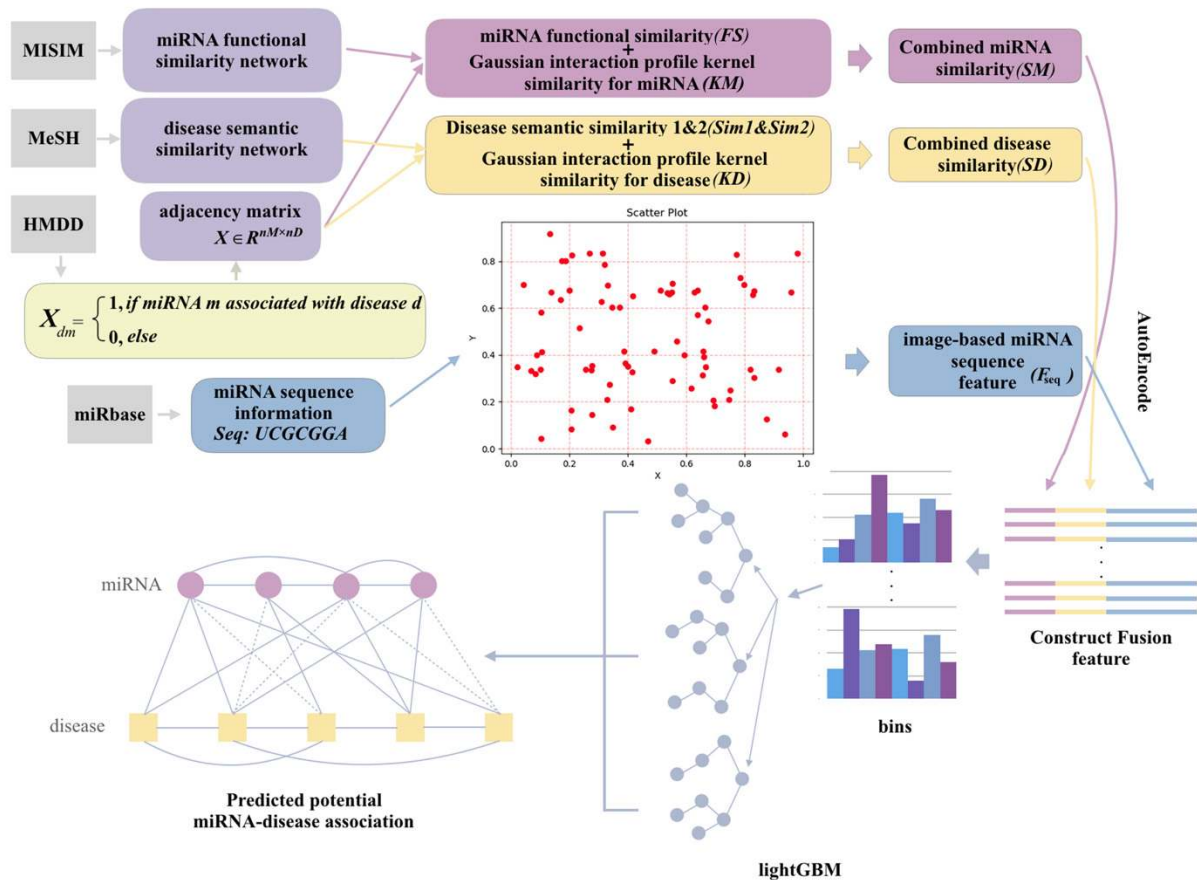 MISIM
miRNA functional
similarity network
miRNA functional similarity(FS)
+
Gaussian interaction profile kernel
similarity for miRNA (KM)
Combined miRNA
similarity(SM)
MeSH
disease semantic
similarity network
Disease semantic similarity 1&2(Sim1&Sim2)
+
Gaussian interaction profile kernel
similarity for disease(KD)
Combined disease
similarity(SD)
HMDD
adjacency matrix
X ∈ R^{nM×nD}
X_{dm} = { 1, if miRNA m associated with disease d
0, else
miRbase
miRNA sequence
information
Seq: UCGCGGA
Scatter Plot
Y
0.8
0.6
0.4
0.2
0.0
0.0 0.2 0.4 0.6 0.8 1.0
X
image-based miRNA
sequence
feature (F_{seq})
AutoEncode
Construct Fusion
feature
bins
lightGBM
miRNA
disease
Predicted potential
miRNA-disease association